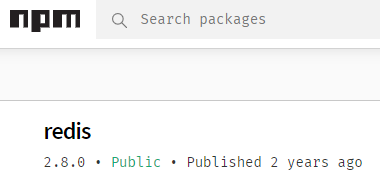 npm
Search packages
redis
2.8.0 • Public • Published 2 years ago